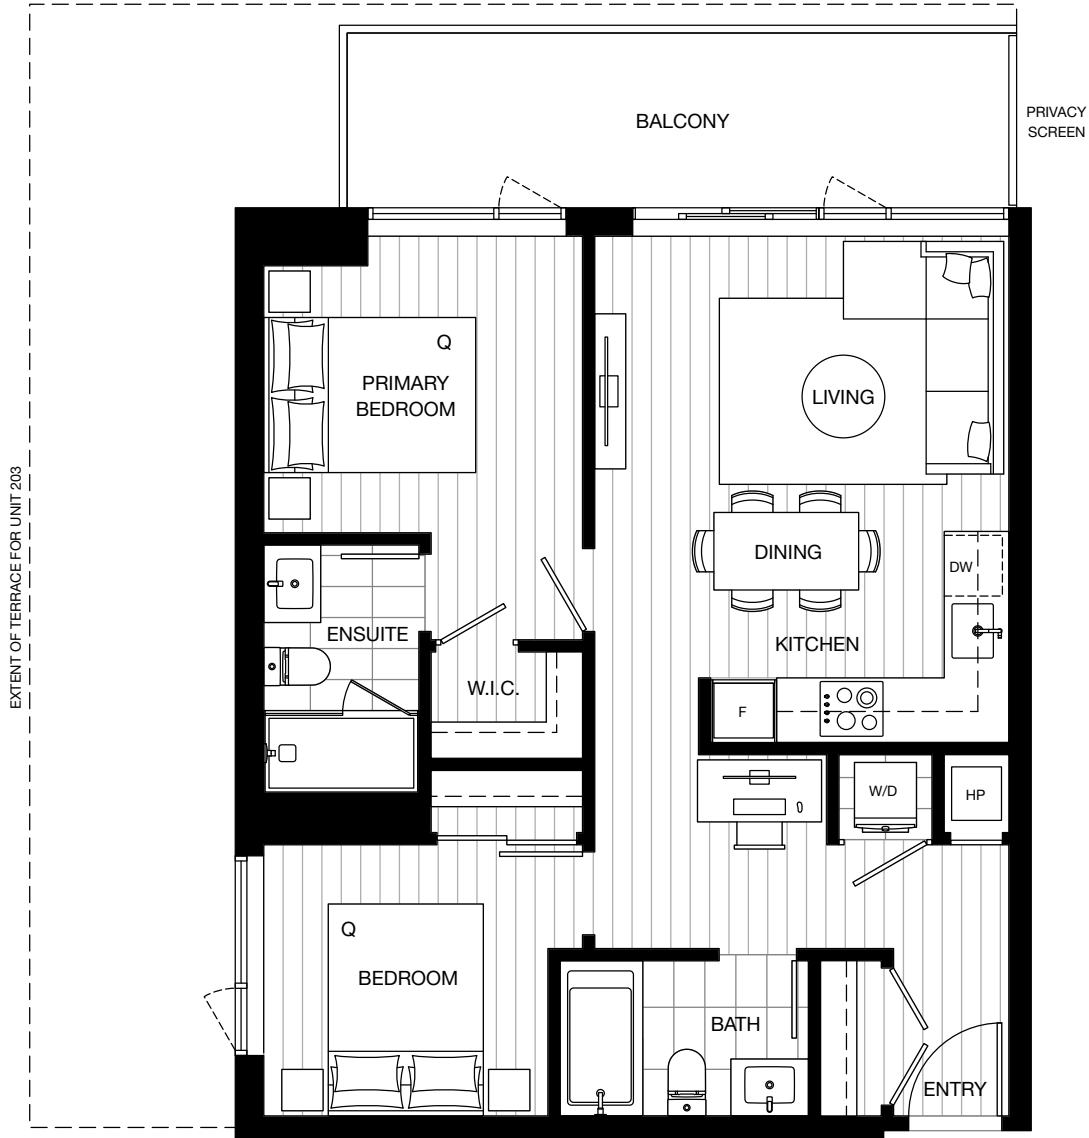 BALCONY
PRIVACY
SCREEN
Q
PRIMARY
BEDROOM
LIVING
EXTENT OF TERRACE FOR UNIT 203
DINING
DW
ENSUITE
KITCHEN
W.I.C.
F
W/D
HP
Q
BEDROOM
BATH
ENTRY